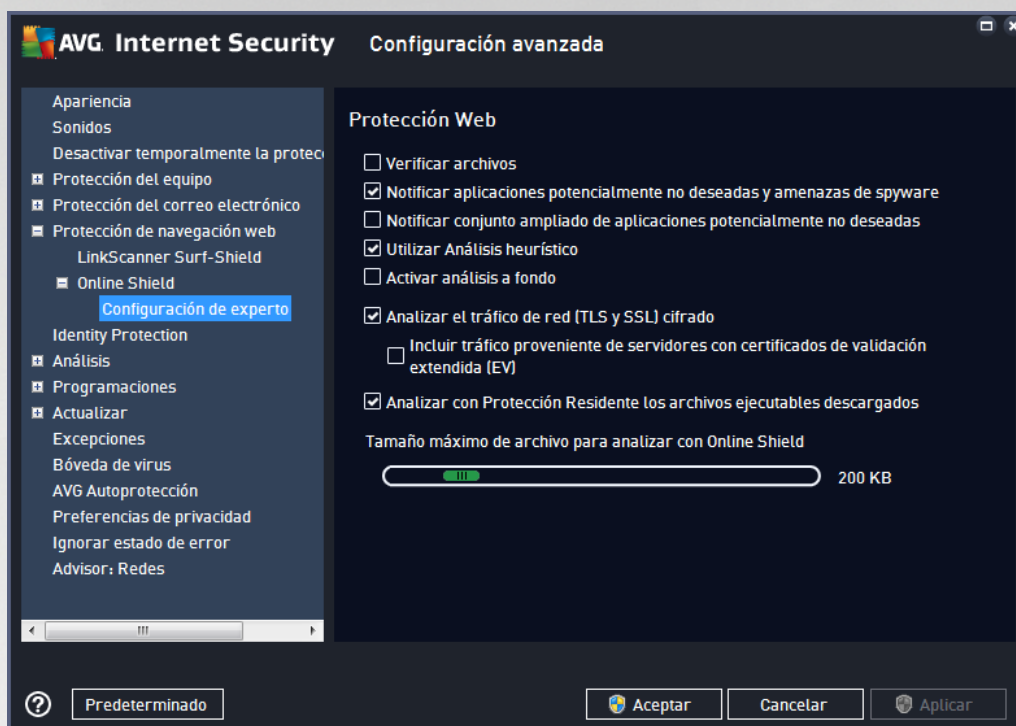 AVG. Internet Security
Configuración avanzada
Apariencia
Sonidos
Desactivar temporalmente la protec
Protección del equipo
Protección del correo electrónico
Protección de navegación web
LinkScanner Surf-Shield
Online Shield
Configuración de experto
Identity Protection
Análisis
Programaciones
Actualizar
Excepciones
Bóveda de virus
AVG Autoprotección
Preferencias de privacidad
Ignorar estado de error
Advisor: Redes
Protección Web
Verificar archivos
Notificar aplicaciones potencialmente no deseadas y amenazas de spyware
Notificar conjunto ampliado de aplicaciones potencialmente no deseadas
Utilizar Análisis heurístico
Activar análisis a fondo
Analizar el tráfico de red (TLS y SSL) cifrado
Incluir tráfico proveniente de servidores con certificados de validación
extendida (EV)
Analizar con Protección Residente los archivos ejecutables descargados
Tamaño máximo de archivo para analizar con Online Shield
200 KB
?
Predeterminado
Aceptar
Cancelar
Aplicar